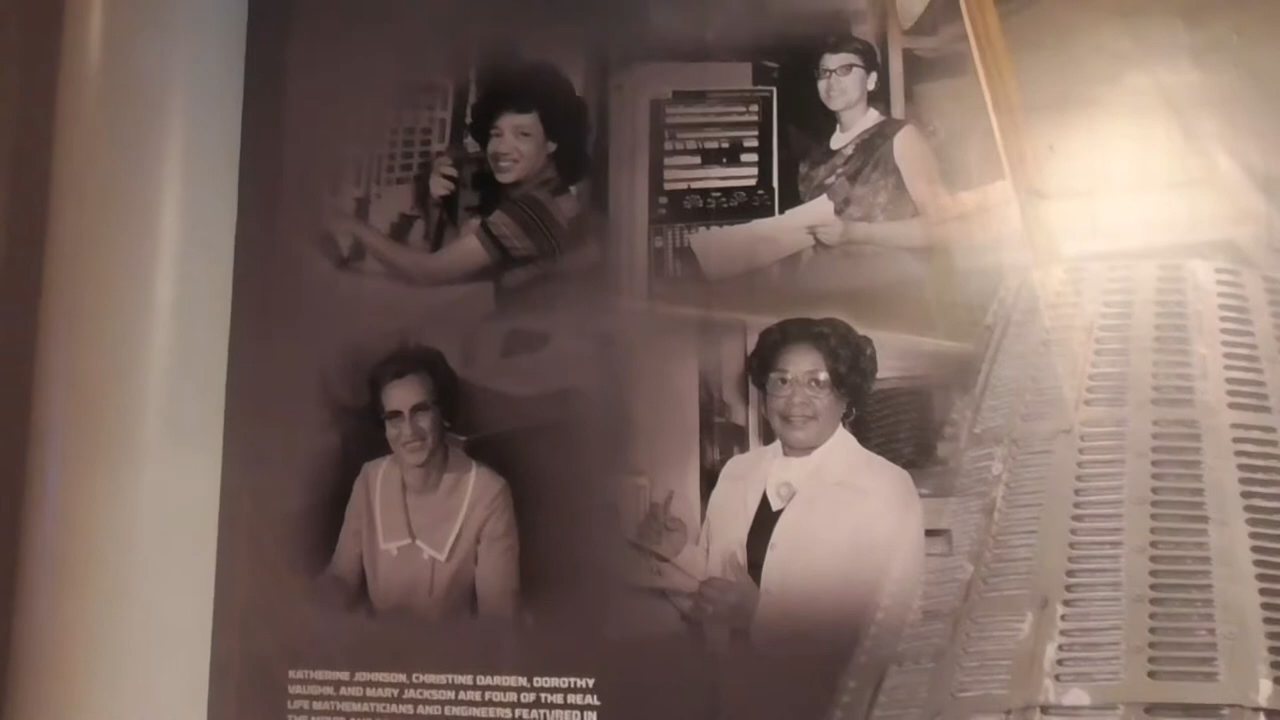 KATHERINE JOHNSON, CHRISTINE DARDEN, DOROTHY
VAUGHN, AND MARY JACKSON ARE FOUR OF THE REAL
LIFE MATHEMATICIANS AND ENGINEERS FEATURED IN